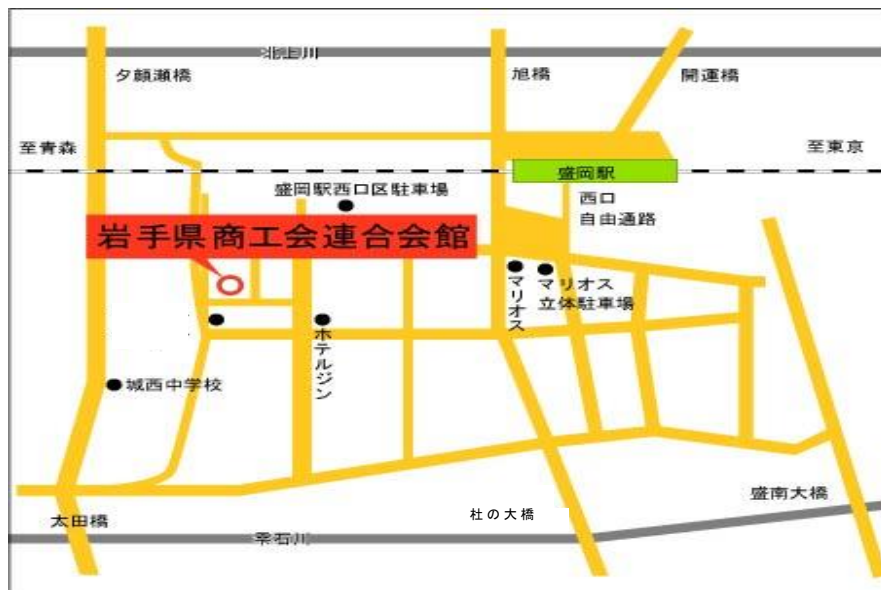 北上川
夕顔瀬橋
旭橋
開運橋
至青森
至東京
盛岡駅
盛岡駅西口区駐車場
西口
自由通路
岩手県商工会連合会館
マリオス
マリオス
立体駐車場
ホテルジン
城西中学校
盛南大橋
杜の大橋
太田橋
雫石川